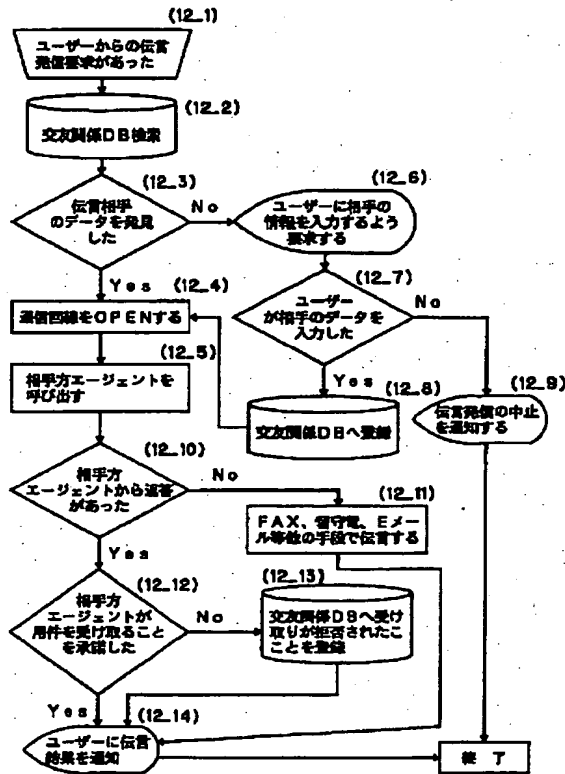 (12_1)
ユーザーからの伝言
発信要求があった
(12_2)
交友関係DB検索
(12_3)
伝言相手
のデータを発見
した
No
(12_6)
ユーザーに相手の
情報を入力するよう
要求する
Yes
(12_4)
通信回線をOPENする
(12_7)
ユーザー
が相手のデータを
入力した
No
(12_5)
相手方エージェントを
呼び出す
Yes
(12_8)
交友関係DBへ登録
(12_9)
伝言発信の中止
を通知する
(12_10)
相手方
エージェントから返答
があった
No
(12_11)
FAX、留守電、Eメー
ル等他の手段で伝言する
Yes
(12_12)
相手方
エージェントが
用件を受け取ること
を承諾した
No
(12_13)
交友関係DBへ受け
取りが拒否されたこ
ことを登録
Yes
(12_14)
ユーザーに伝言
結果を通知
終 了